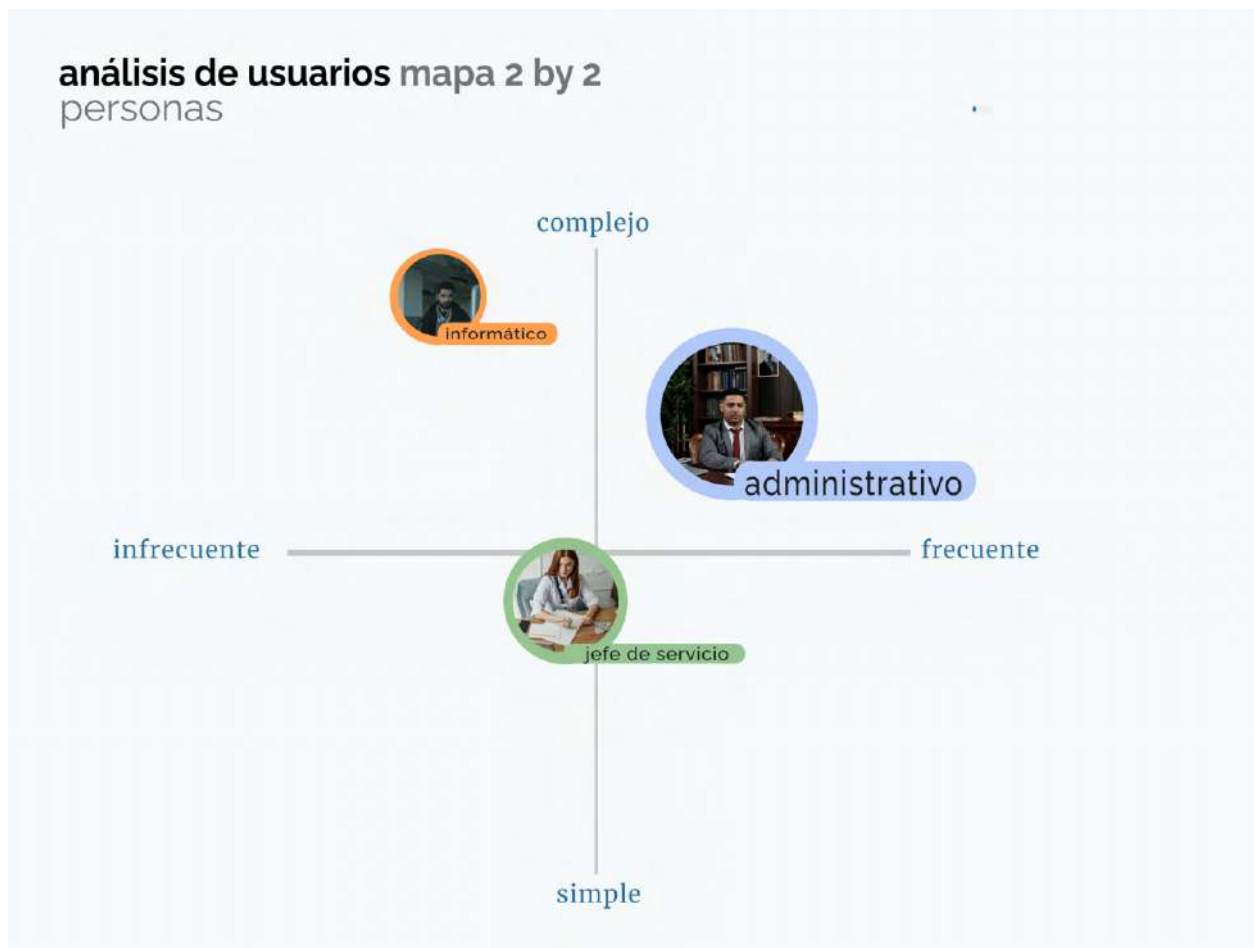 análisis de usuarios mapa 2 by 2
personas
complejo
informático
administrativo
infrecuente
frecuente
jefe de servicio
simple